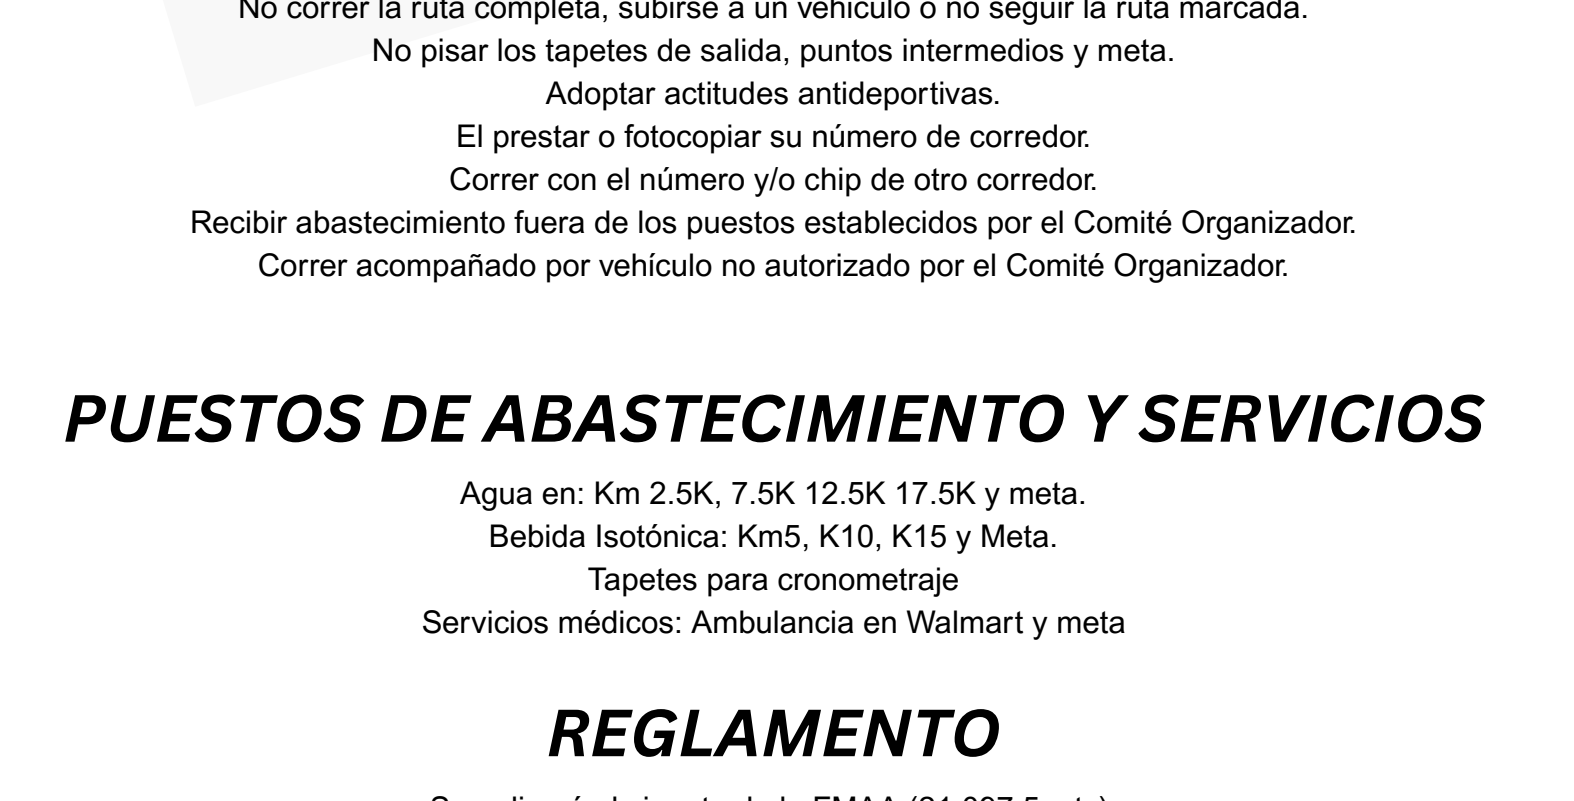 No correr la ruta completa, subirse a un vehículo o no seguir la ruta marcada.
No pisar los tapetes de salida, puntos intermedios y meta.
Adoptar actitudes antideportivas.
El prestar o fotocopiar su número de corredor.
Correr con el número y/o chip de otro corredor.
Recibir abastecimiento fuera de los puestos establecidos por el Comité Organizador.
Correr acompañado por vehículo no autorizado por el Comité Organizador.
PUESTOS DE ABASTECIMIENTO Y SERVICIOS
Agua en: Km 2.5K, 7.5K 12.5K 17.5K y meta.
Bebida Isotónica: Km5, K10, K15 y Meta.
Tapetes para cronometraje
Servicios médicos: Ambulancia en Walmart y meta
REGLAMENTO